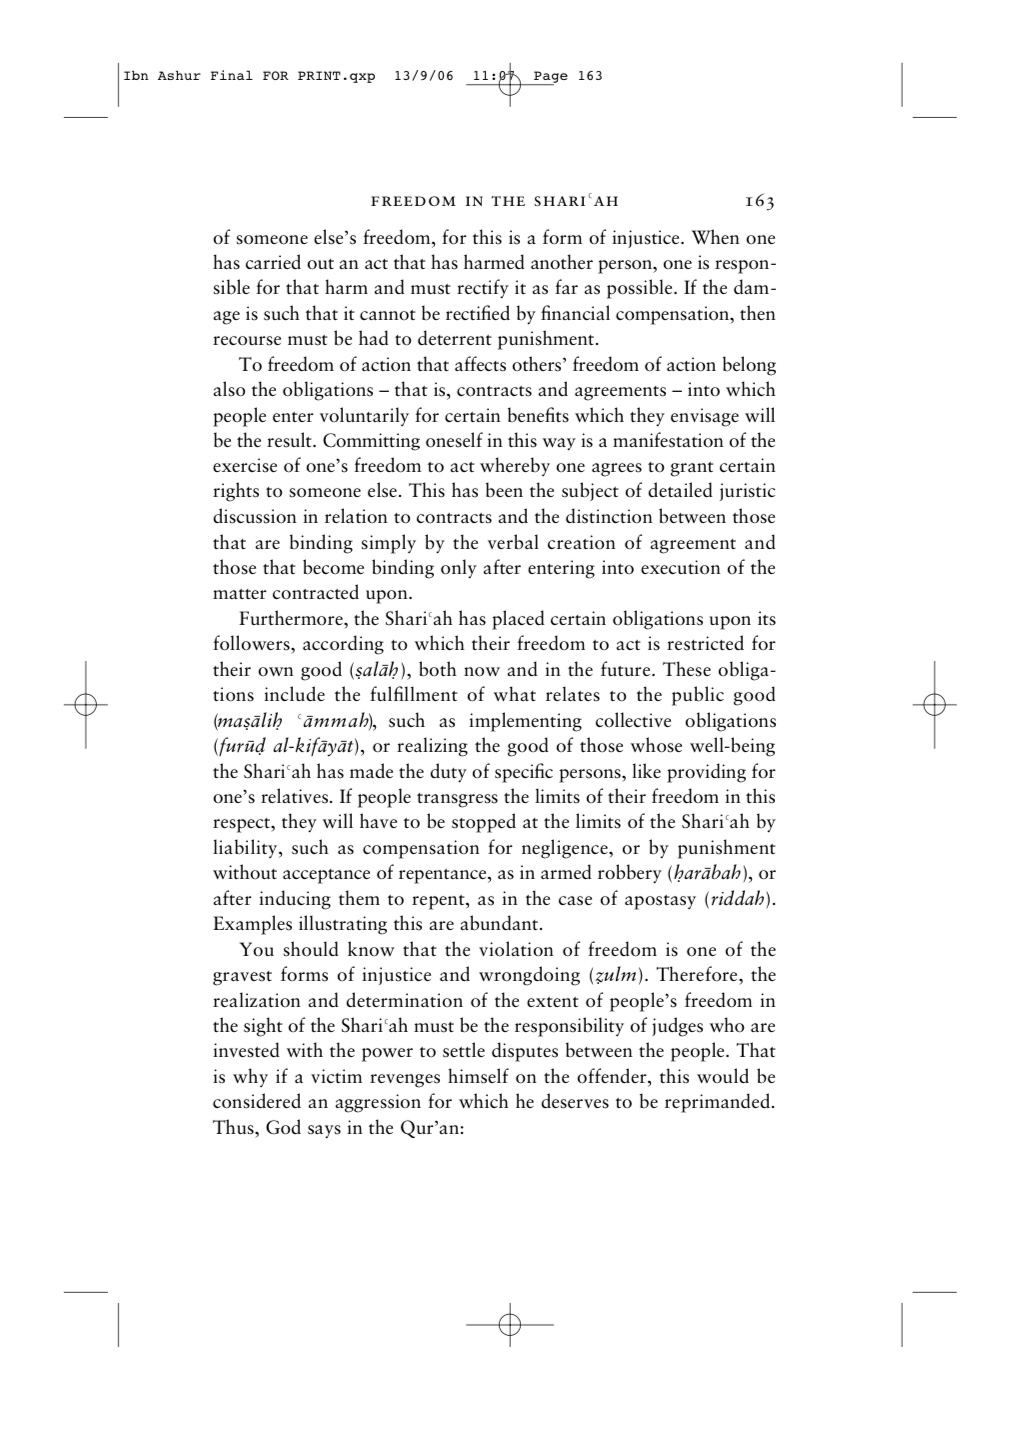 Ibn Ashur Final FOR PRINT.qxp 13/9/06 11:07 Page 163
FREEDOM IN THE SHARIʿAH 163
of someone else’s freedom, for this is a form of injustice. When one
has carried out an act that has harmed another person, one is respon-
sible for that harm and must rectify it as far as possible. If the dam-
age is such that it cannot be rectified by financial compensation, then
recourse must be had to deterrent punishment.
To freedom of action that affects others’ freedom of action belong
also the obligations – that is, contracts and agreements – into which
people enter voluntarily for certain benefits which they envisage will
be the result. Committing oneself in this way is a manifestation of the
exercise of one’s freedom to act whereby one agrees to grant certain
rights to someone else. This has been the subject of detailed juristic
discussion in relation to contracts and the distinction between those
that are binding simply by the verbal creation of agreement and
those that become binding only after entering into execution of the
matter contracted upon.
Furthermore, the Shariʿah has placed certain obligations upon its
followers, according to which their freedom to act is restricted for
their own good (ṣalāḥ), both now and in the future. These obliga-
tions include the fulfillment of what relates to the public good
(maṣāliḥ ʿāmmah), such as implementing collective obligations
(furūḍ al-kifāyāt), or realizing the good of those whose well-being
the Shariʿah has made the duty of specific persons, like providing for
one’s relatives. If people transgress the limits of their freedom in this
respect, they will have to be stopped at the limits of the Shariʿah by
liability, such as compensation for negligence, or by punishment
without acceptance of repentance, as in armed robbery (ḥarābah), or
after inducing them to repent, as in the case of apostasy (riddah).
Examples illustrating this are abundant.
You should know that the violation of freedom is one of the
gravest forms of injustice and wrongdoing (ẓulm). Therefore, the
realization and determination of the extent of people’s freedom in
the sight of the Shariʿah must be the responsibility of judges who are
invested with the power to settle disputes between the people. That
is why if a victim revenges himself on the offender, this would be
considered an aggression for which he deserves to be reprimanded.
Thus, God says in the Qur’an: